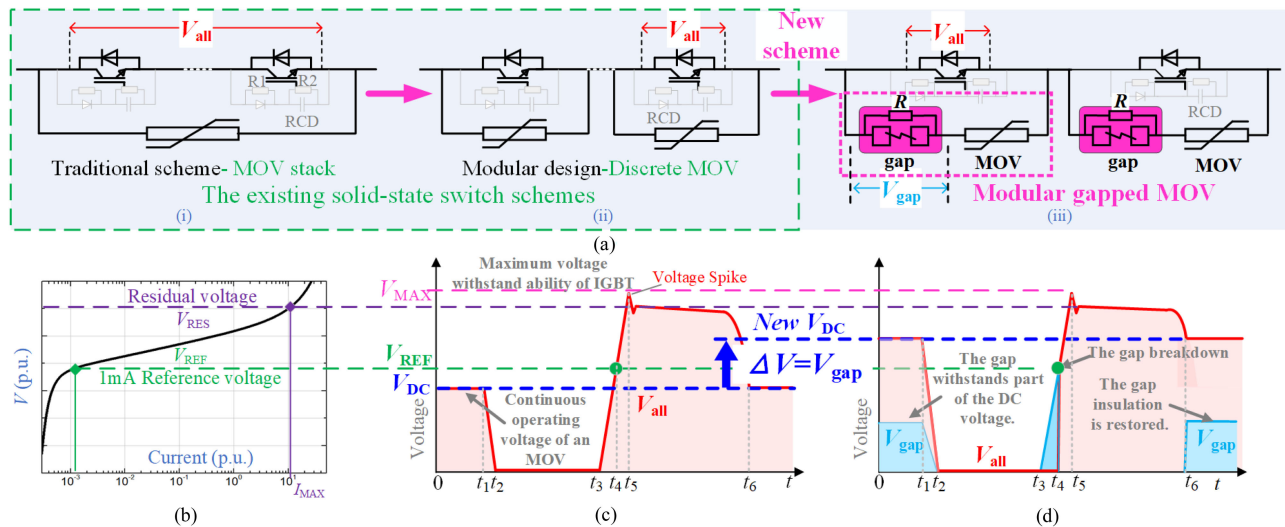 V_all
V_all
New
scheme
V_all
R1
R2
RCD
RCD
R
R
gap
MOV
gap
MOV
Traditional scheme- MOV stack
Modular design-Discrete MOV
The existing solid-state switch schemes
V_gap
Modular gapped MOV
(i)
(ii)
(iii)
(a)
V (p.u.)
Residual voltage
V_RES
V_REF
1mA Reference voltage
Current (p.u.)
10^-3
10^-2
10^-1
10^0
10^1
I_MAX
(b)
Maximum voltage
withstand ability of IGBT
Voltage Spike
V_MAX
V_REF
V_DC
New V_DC
ΔV=V_gap
Continuous
operating
voltage of an
MOV
V_all
Voltage
0
t1
t2
t3
t4
t5
t6
t
(c)
The gap
withstands part
of the DC
voltage.
The gap breakdown
The gap
insulation
is restored.
V_gap
V_all
V_gap
Voltage
0
t1
t2
t3
t4
t5
t6
t
(d)